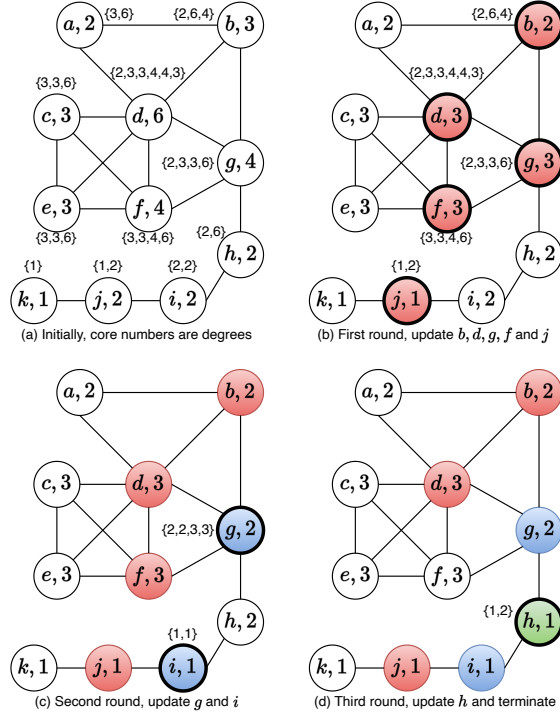 a, 2
{3,6}
{2,6,4}
b, 3
{3,3,6}
{2,3,3,4,4,3}
c, 3
d, 6
{2,3,3,6}
g, 4
e, 3
f, 4
{3,3,6}
{3,3,4,6}
{2,6}
h, 2
{1}
{1,2}
{2,2}
k, 1
j, 2
i, 2
(a) Initially, core numbers are degrees
a, 2
{2,6,4}
b, 2
{2,3,3,4,4,3}
c, 3
d, 3
{2,3,3,6}
g, 3
e, 3
f, 3
{3,3,4,6}
h, 2
{1,2}
k, 1
j, 1
i, 2
(b) First round, update b, d, g, f and j
a, 2
b, 2
c, 3
d, 3
{2,2,3,3}
g, 2
e, 3
f, 3
h, 2
{1,1}
k, 1
j, 1
i, 1
(c) Second round, update g and i
a, 2
b, 2
c, 3
d, 3
g, 2
e, 3
f, 3
{1,2}
h, 1
k, 1
j, 1
i, 1
(d) Third round, update h and terminate